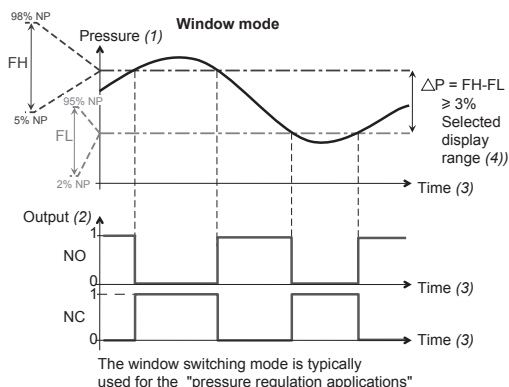 Window mode
98% NP
Pressure (1)
FH
5% NP
95% NP
FL
2% NP
△P = FH-FL
⩾ 3%
Selected
display
range (4))
Time (3)
Output (2)
1
NO
0
Time (3)
1
NC
0
Time (3)
The window switching mode is typically
used for the "pressure regulation applications"